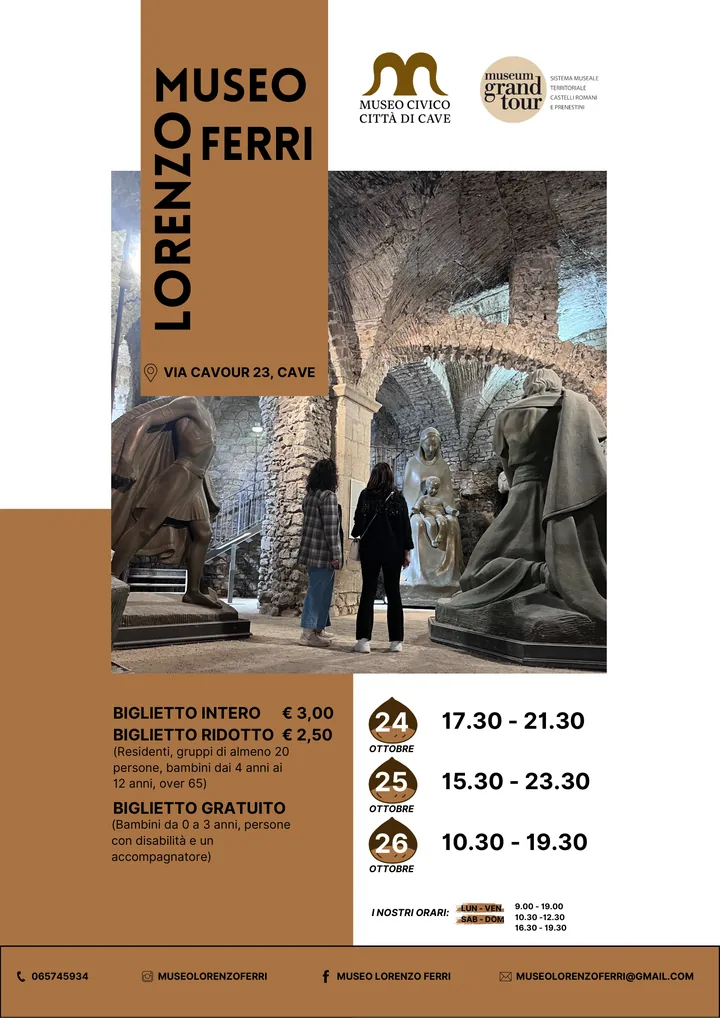 MUSEO
LORENZO
FERRI
MUSEO CIVICO
CITTÀ DI CAVE
museum
grand
tour
SISTEMA MUSEALE
TERRITORIALE
CASTELLI ROMANI
E PRENESTINI
VIA CAVOUR 23, CAVE
BIGLIETTO INTERO € 3,00
BIGLIETTO RIDOTTO € 2,50
(Residenti, gruppi di almeno 20
persone, bambini dai 4 anni ai
12 anni, over 65)
BIGLIETTO GRATUITO
(Bambini da 0 a 3 anni, persone
con disabilità e un
accompagnatore)
24 17.30 - 21.30
OTTOBRE
25 15.30 - 23.30
OTTOBRE
26 10.30 - 19.30
OTTOBRE
I NOSTRI ORARI: LUN - VEN 9.00 - 19.00
SAB - DOM 10.30 -12.30
16.30 - 19.30
065745934 MUSEOLORENZOFERRI MUSEO LORENZO FERRI MUSEOLORENZOFERRI@GMAIL.COM